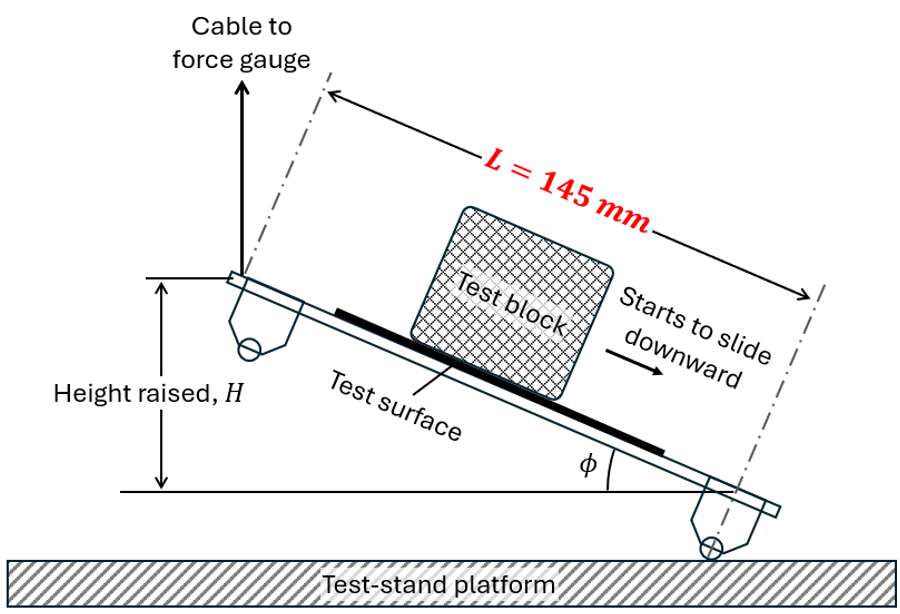 Cable to
force gauge
L = 145 mm
Test block
Starts to slide
downward
Height raised, H
Test surface
ϕ
Test-stand platform